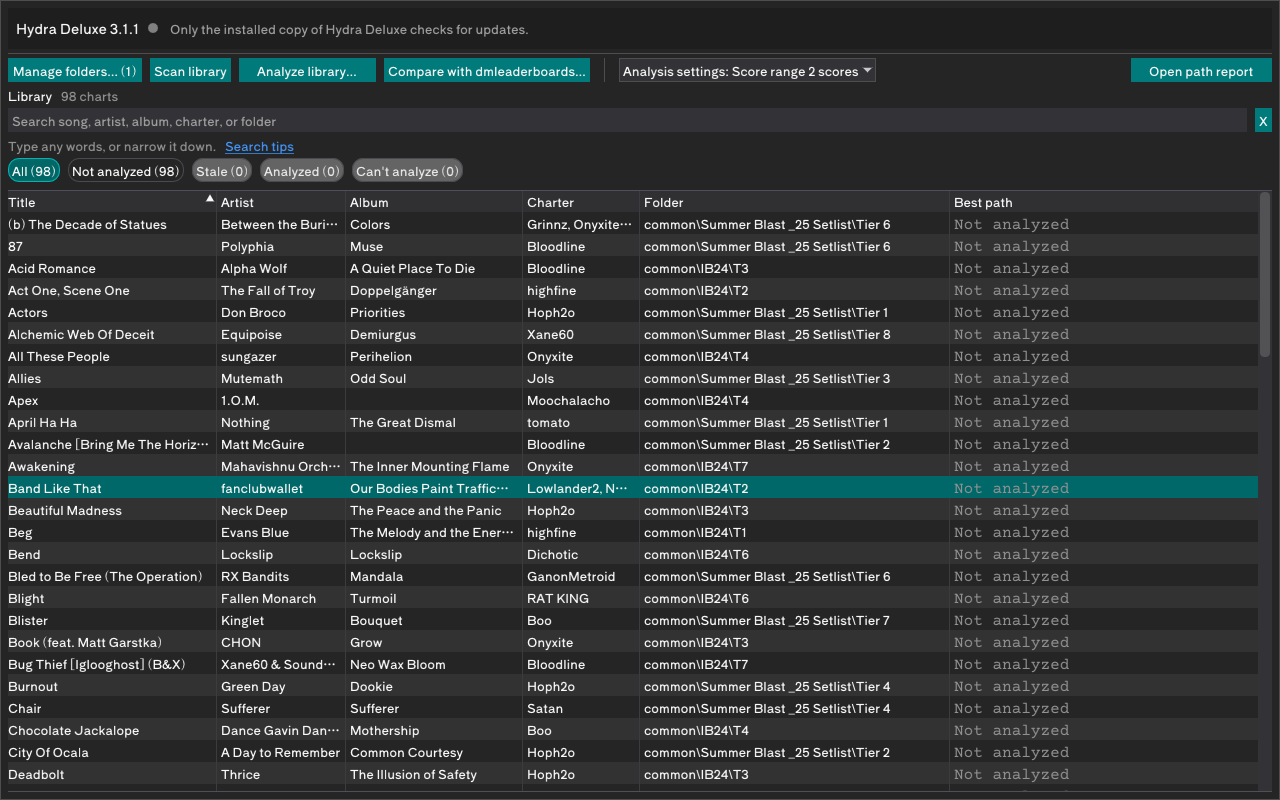 Hydra Deluxe 3.1.1 Only the installed copy of Hydra Deluxe checks for updates.
Manage folders... (1) Scan library Analyze library... Compare with dmleaderboards... Analysis settings: Score range 2 scores Open path report
Library 98 charts
Search song, artist, album, charter, or folder X
Type any words, or narrow it down. Search tips
All (98) Not analyzed (98) Stale (0) Analyzed (0) Can't analyze (0)
Title Artist Album Charter Folder Best path
(b) The Decade of Statues Between the Buri··· Colors Grinnz, Onyxite··· common\Summer Blast _25 Setlist\Tier 6 Not analyzed
87 Polyphia Muse Bloodline common\Summer Blast _25 Setlist\Tier 6 Not analyzed
Acid Romance Alpha Wolf A Quiet Place To Die Bloodline common\IB24\T3 Not analyzed
Act One, Scene One The Fall of Troy Doppelgänger highfine common\IB24\T2 Not analyzed
Actors Don Broco Priorities Hoph2o common\Summer Blast _25 Setlist\Tier 1 Not analyzed
Alchemic Web Of Deceit Equipoise Demiurgus Xane60 common\Summer Blast _25 Setlist\Tier 8 Not analyzed
All These People sungazer Perihelion Onyxite common\IB24\T4 Not analyzed
Allies Mutemath Odd Soul Jols common\Summer Blast _25 Setlist\Tier 3 Not analyzed
Apex 1.O.M. Moochalacho common\IB24\T4 Not analyzed
April Ha Ha Nothing The Great Dismal tomato common\Summer Blast _25 Setlist\Tier 1 Not analyzed
Avalanche [Bring Me The Horiz··· Matt McGuire Bloodline common\Summer Blast _25 Setlist\Tier 2 Not analyzed
Awakening Mahavishnu Orch··· The Inner Mounting Flame Onyxite common\IB24\T7 Not analyzed
Band Like That fanclubwallet Our Bodies Paint Traffic··· Lowlander2, N··· common\IB24\T2 Not analyzed
Beautiful Madness Neck Deep The Peace and the Panic Hoph2o common\IB24\T3 Not analyzed
Beg Evans Blue The Melody and the Ener··· highfine common\IB24\T1 Not analyzed
Bend Lockslip Lockslip Dichotic common\IB24\T6 Not analyzed
Bled to Be Free (The Operation) RX Bandits Mandala GanonMetroid common\Summer Blast _25 Setlist\Tier 6 Not analyzed
Blight Fallen Monarch Turmoil RAT KING common\IB24\T6 Not analyzed
Blister Kinglet Bouquet Boo common\Summer Blast _25 Setlist\Tier 7 Not analyzed
Book (feat. Matt Garstka) CHON Grow Onyxite common\IB24\T3 Not analyzed
Bug Thief [Iglooghost] (B&X) Xane60 & Sound··· Neo Wax Bloom Bloodline common\IB24\T7 Not analyzed
Burnout Green Day Dookie Hoph2o common\Summer Blast _25 Setlist\Tier 4 Not analyzed
Chair Sufferer Sufferer Satan common\Summer Blast _25 Setlist\Tier 4 Not analyzed
Chocolate Jackalope Dance Gavin Dan··· Mothership Boo common\IB24\T4 Not analyzed
City Of Ocala A Day to Remember Common Courtesy Hoph2o common\Summer Blast _25 Setlist\Tier 2 Not analyzed
Deadbolt Thrice The Illusion of Safety Hoph2o common\IB24\T3 Not analyzed